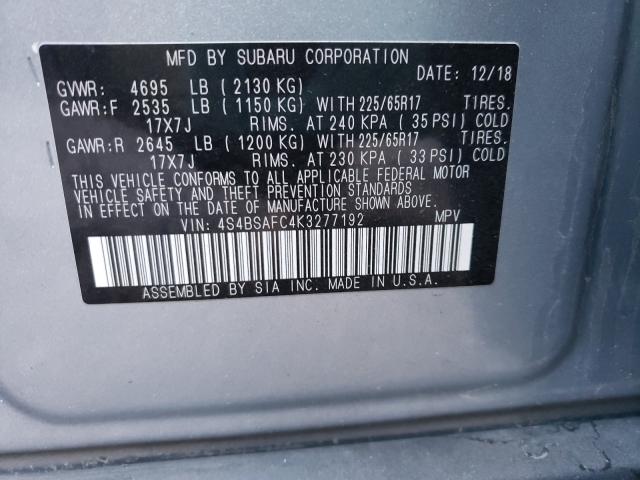 MFD BY SUBARU CORPORATION
GVWR: 4695 LB (2130 KG) DATE: 12/18
GAWR:F 2535 LB (1150 KG) WITH 225/65R17 TIRES.
17X7J RIMS. AT 240 KPA (35 PSI) COLD
GAWR:R 2645 LB (1200 KG) WITH 225/65R17 TIRES.
17X7J RIMS. AT 230 KPA (33 PSI) COLD
THIS VEHICLE CONFORMS TO ALL APPLICABLE FEDERAL MOTOR
VEHICLE SAFETY AND THEFT PREVENTION STANDARDS
IN EFFECT ON THE DATE OF MANUFACTURE SHOWN ABOVE.
VIN: 4S4BSAFC4K3277192 MPV
ASSEMBLED BY SIA INC. MADE IN U.S.A.